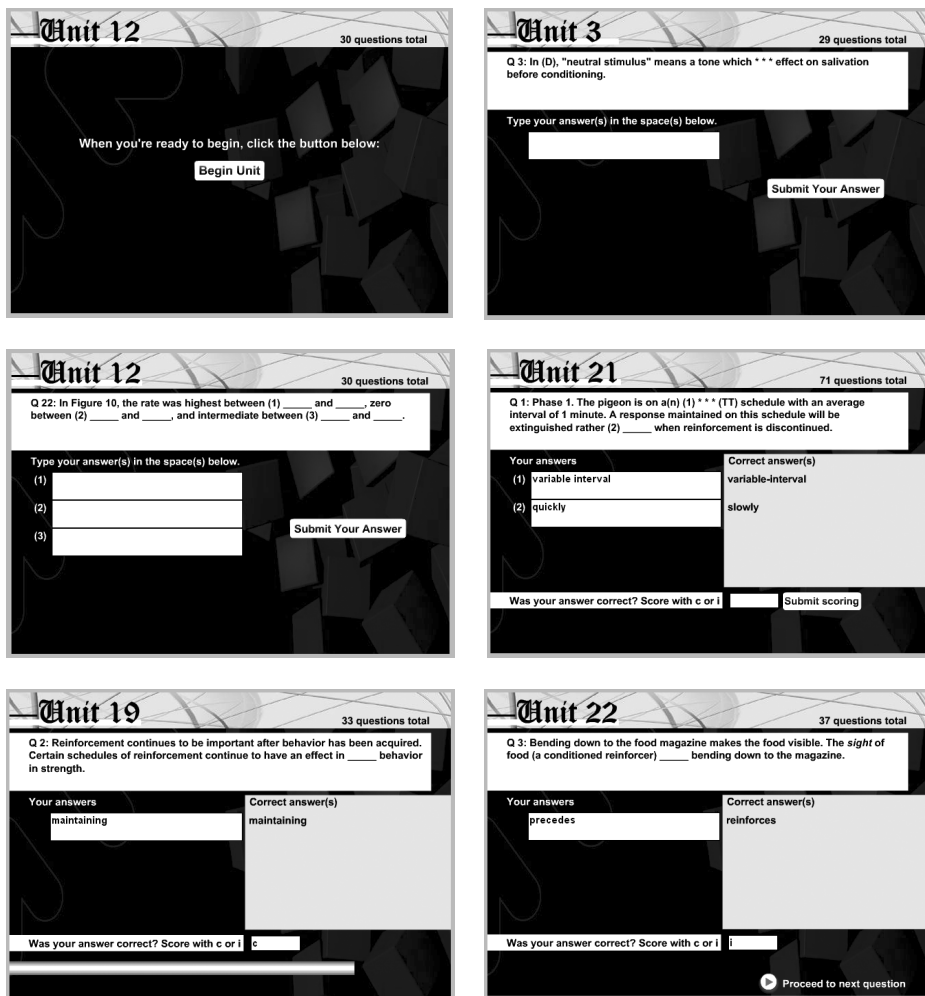 Unit 12
30 questions total
When you're ready to begin, click the button below:
Begin Unit
Unit 3
29 questions total
Q 3: In (D), "neutral stimulus" means a tone which * * * effect on salivation
before conditioning.
Type your answer(s) in the space(s) below.
Submit Your Answer
Unit 12
30 questions total
Q 22: In Figure 10, the rate was highest between (1) _____ and _____, zero
between (2) _____ and _____, and intermediate between (3) _____ and _____.
Type your answer(s) in the space(s) below.
(1)
(2)
(3)
Submit Your Answer
Unit 21
71 questions total
Q 1: Phase 1. The pigeon is on a(n) (1) * * * (TT) schedule with an average
interval of 1 minute. A response maintained on this schedule will be
extinguished rather (2) _____ when reinforcement is discontinued.
Your answers Correct answer(s)
(1) variable interval variable-interval
(2) quickly slowly
Was your answer correct? Score with c or i Submit scoring
Unit 19
33 questions total
Q 2: Reinforcement continues to be important after behavior has been acquired.
Certain schedules of reinforcement continue to have an effect in _____ behavior
in strength.
Your answers Correct answer(s)
maintaining maintaining
Was your answer correct? Score with c or i c
Unit 22
37 questions total
Q 3: Bending down to the food magazine makes the food visible. The sight of
food (a conditioned reinforcer) _____ bending down to the magazine.
Your answers Correct answer(s)
precedes reinforces
Was your answer correct? Score with c or i i
Proceed to next question